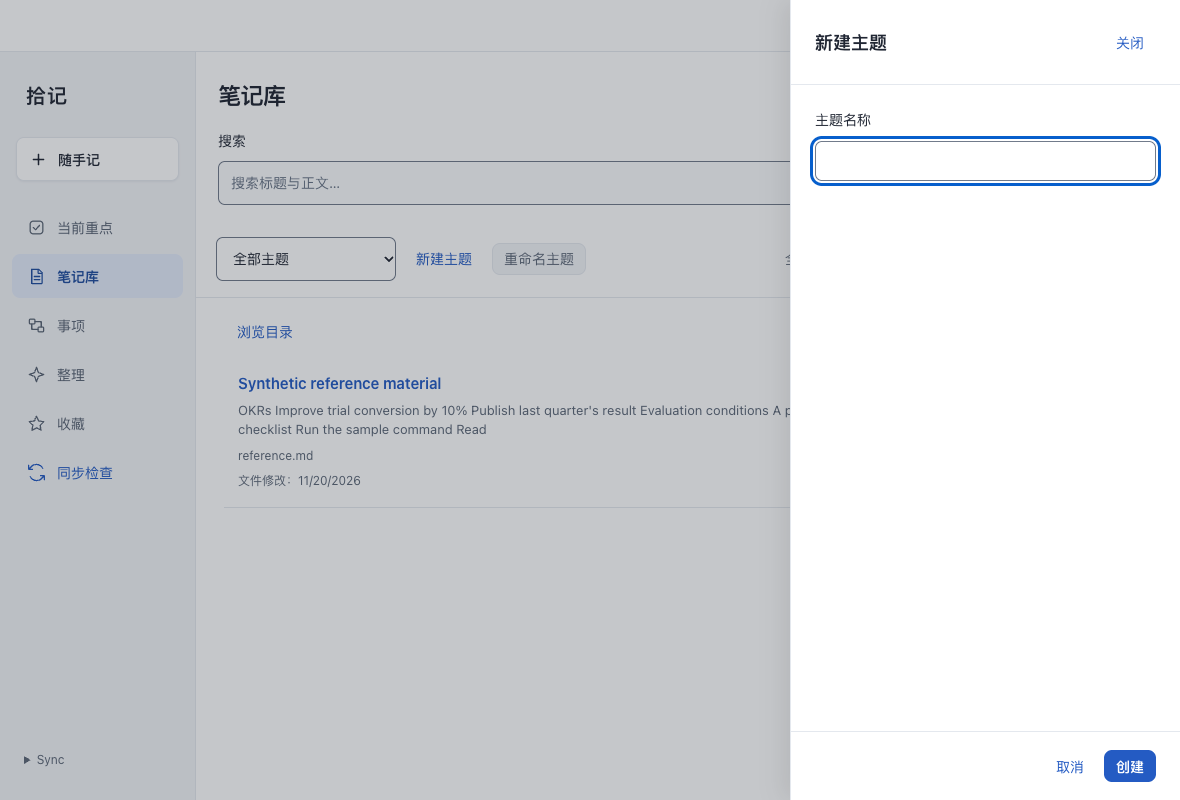 拾记
随手记
当前重点
笔记库
事项
整理
收藏
同步检查
Sync
笔记库
搜索
搜索标题与正文...
全部主题
新建主题
重命名主题
浏览目录
Synthetic reference material
OKRs Improve trial conversion by 10% Publish last quarter's result Evaluation conditions A
checklist Run the sample command Read
reference.md
文件修改：11/20/2026
新建主题
关闭
主题名称
取消
创建